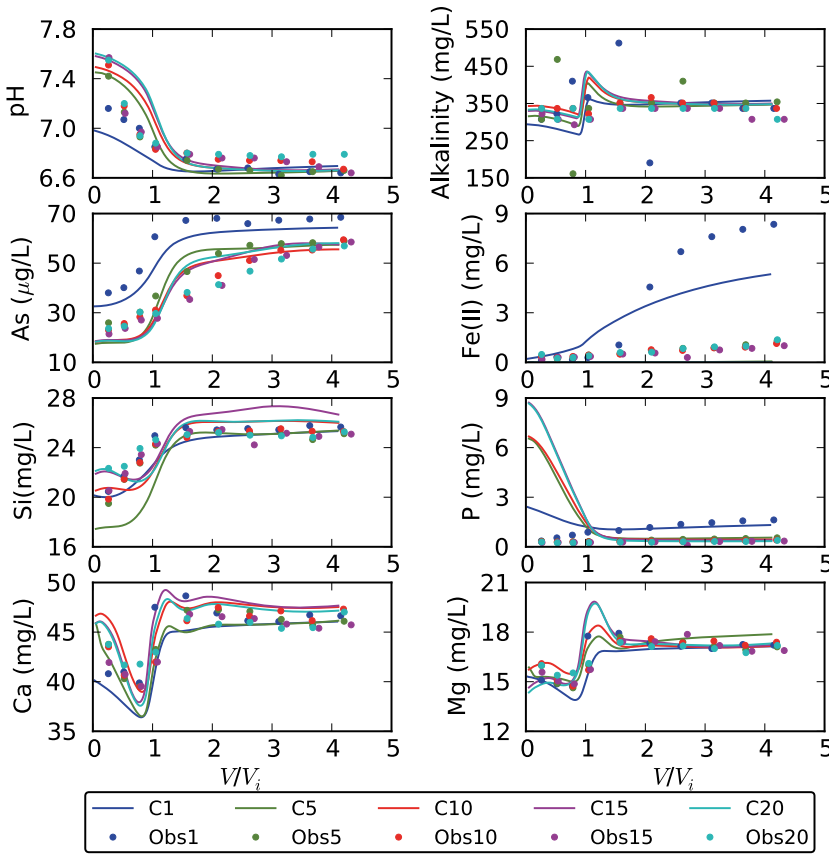 pH
7.8
7.4
7.0
6.6
0 1 2 3 4 5
Alkalinity (mg/L)
550
450
350
250
150
0 1 2 3 4 5
As (μg/L)
70
50
30
10
0 1 2 3 4 5
Fe(II) (mg/L)
9
6
3
0
0 1 2 3 4 5
Si(mg/L)
28
24
20
16
0 1 2 3 4 5
P (mg/L)
9
6
3
0
0 1 2 3 4 5
Ca (mg/L)
50
45
40
35
0 1 2 3 4 5
V/Vi
Mg (mg/L)
21
18
15
12
0 1 2 3 4 5
V/Vi
C1 C5 C10 C15 C20
Obs1 Obs5 Obs10 Obs15 Obs20